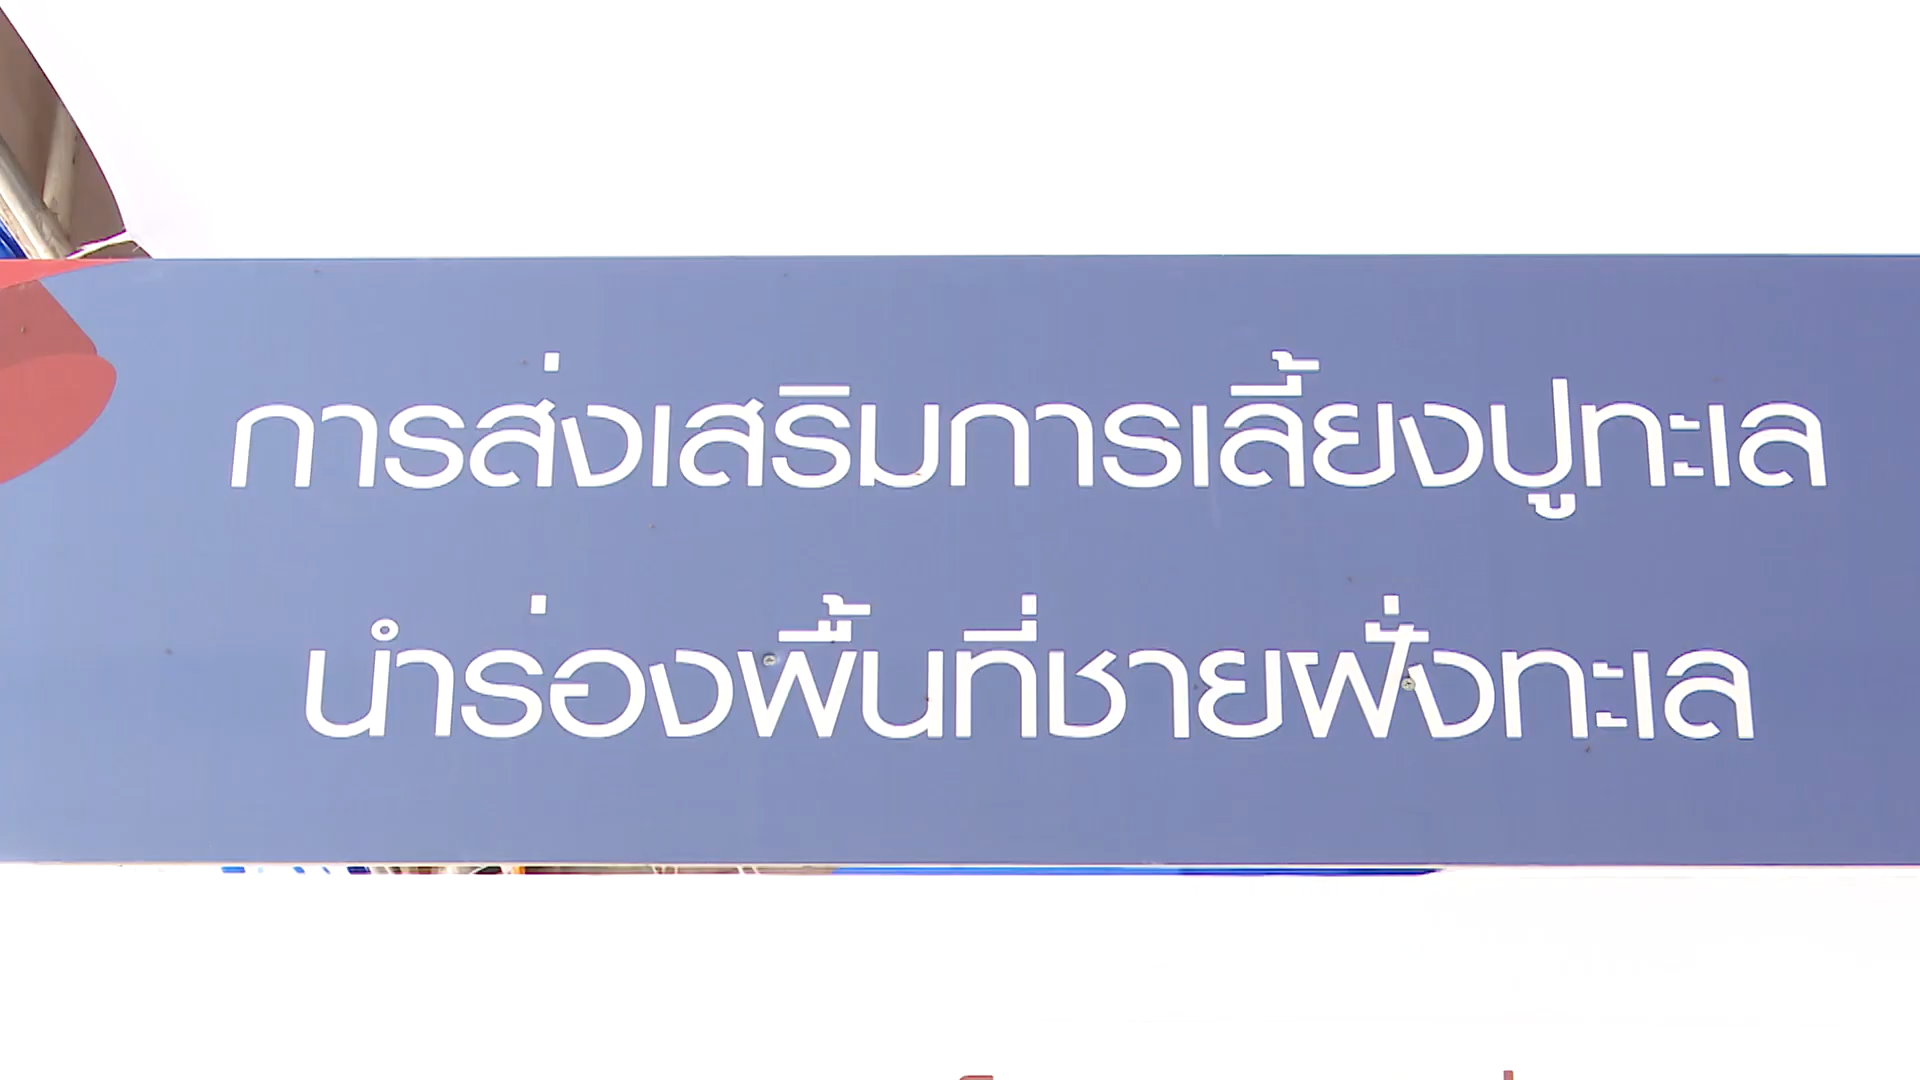 การส่งเสริมการเลี้ยงปูทะเล
นำร่องพื้นที่ชายฝั่งทะเล